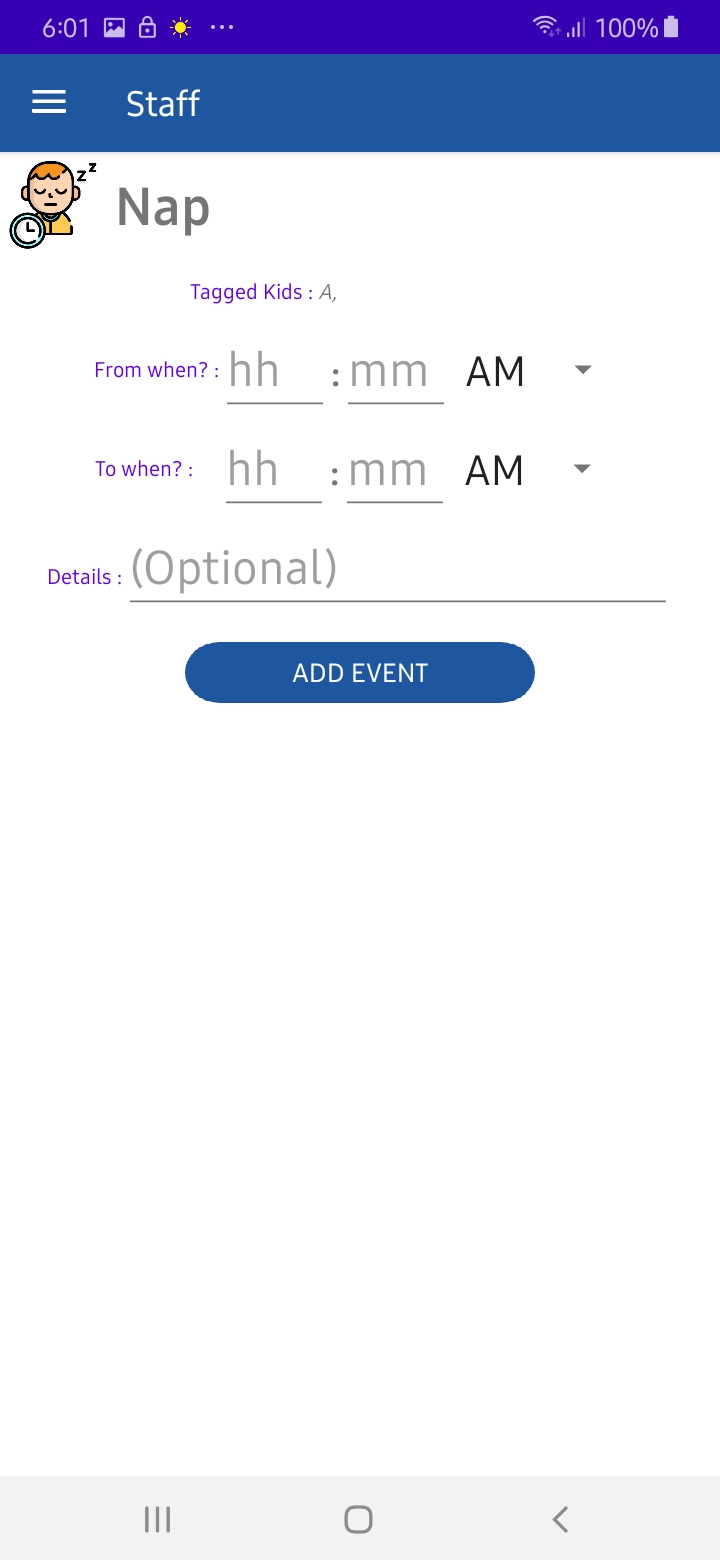 6:01 100%
Staff
z z
Nap
Tagged Kids : A,
From when? : hh : mm AM
To when? : hh : mm AM
Details : (Optional)
ADD EVENT